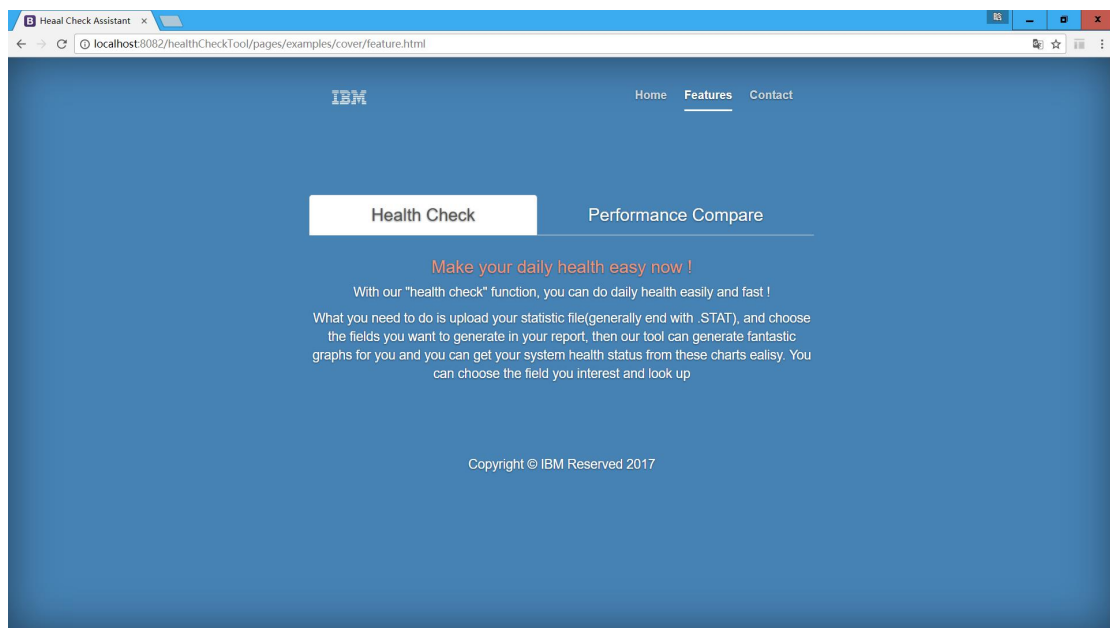 Heaal Check Assistant
localhost:8082/healthCheckTool/pages/examples/cover/feature.html
IBM
Home Features Contact
Health Check
Performance Compare
Make your daily health easy now !
With our "health check" function, you can do daily health easily and fast !
What you need to do is upload your statistic file(generally end with .STAT), and choose
the fields you want to generate in your report, then our tool can generate fantastic
graphs for you and you can get your system health status from these charts ealisy. You
can choose the field you interest and look up
Copyright © IBM Reserved 2017